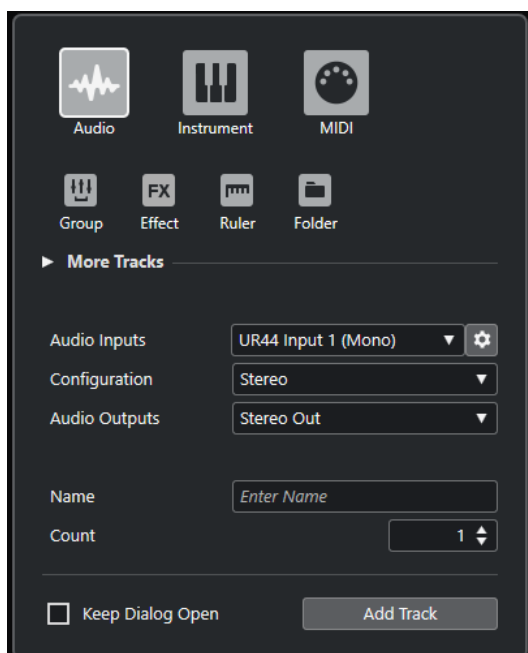 Audio Instrument MIDI
FX
Group Effect Ruler Folder
More Tracks
Audio Inputs UR44 Input 1 (Mono)
Configuration Stereo
Audio Outputs Stereo Out
Name Enter Name
Count 1
Keep Dialog Open Add Track